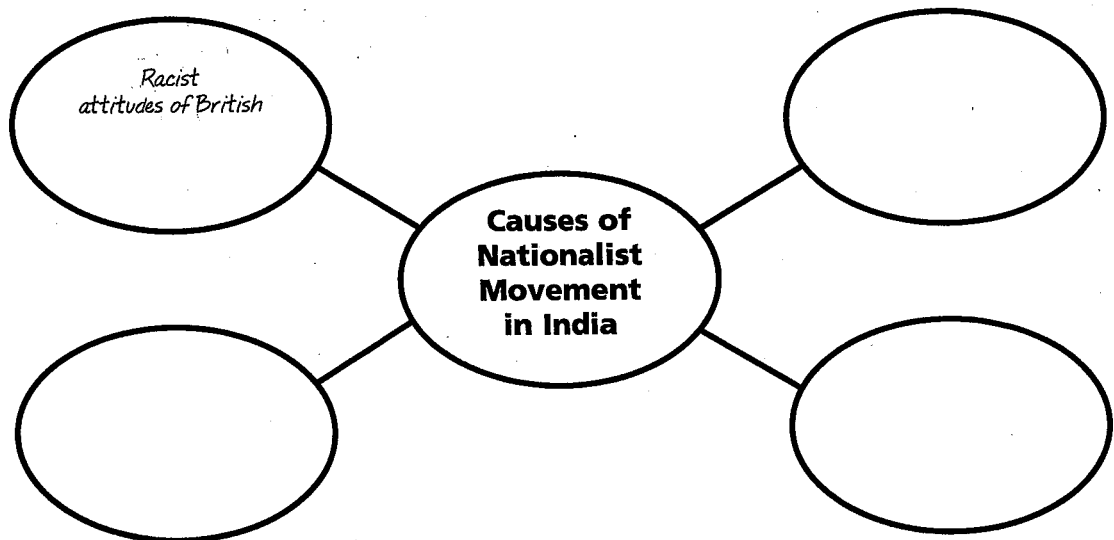 Racist
attitudes of British
Causes of
Nationalist
Movement
in India